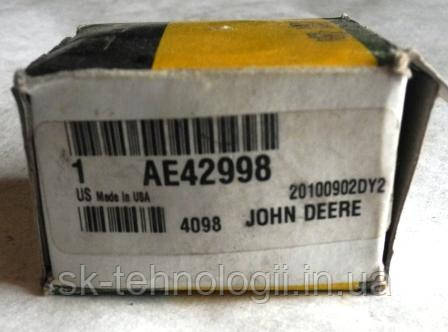 1 AE42998
US Made in USA
20100902DY2
4098 JOHN DEERE
sk-tehnologii.in.ua